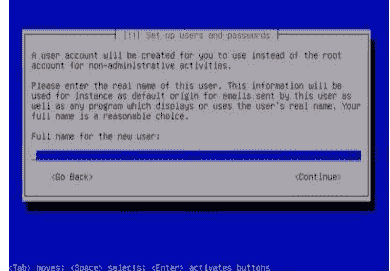 [!!] Set up users and passwords
A user account will be created for you to use instead of the root
account for non-administrative activities.
Please enter the real name of this user. This information will be
used for instance as default origin for emails sent by this user as
well as any program which displays or uses the user's real name. Your
full name is a reasonable choice.
Full name for the new user:
<Go Back> <Continue>
<Tab> moves; <Space> selects; <Enter> activates buttons